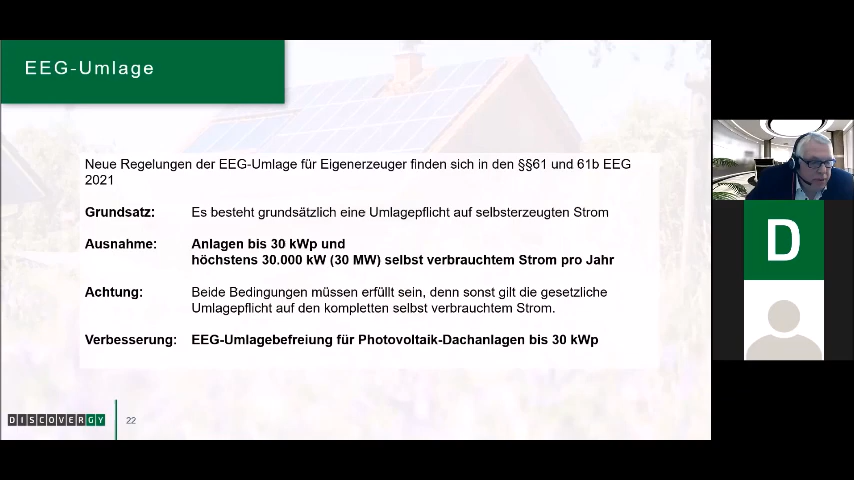 EEG-Umlage
Neue Regelungen der EEG-Umlage für Eigenerzeuger finden sich in den §§61 und 61b EEG
2021
Grundsatz: Es besteht grundsätzlich eine Umlagepflicht auf selbsterzeugten Strom
Ausnahme: Anlagen bis 30 kWp und
höchstens 30.000 kW (30 MW) selbst verbrauchtem Strom pro Jahr
Achtung: Beide Bedingungen müssen erfüllt sein, denn sonst gilt die gesetzliche
Umlagepflicht auf den kompletten selbst verbrauchtem Strom.
Verbesserung: EEG-Umlagebefreiung für Photovoltaik-Dachanlagen bis 30 kWp
DISCOVERGY
22
D